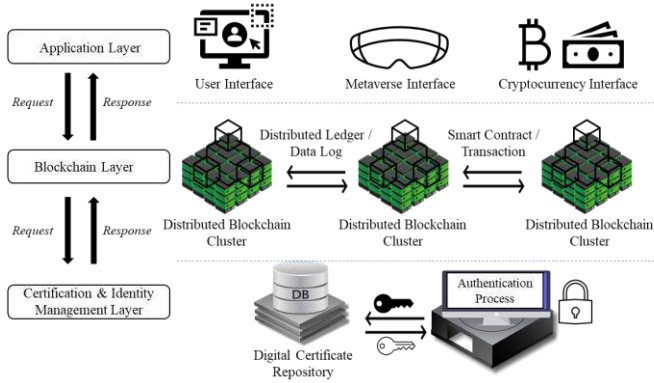 Application Layer
Request
Response
Blockchain Layer
Request
Response
Certification & Identity
Management Layer
User Interface
Metaverse Interface
Cryptocurrency Interface
Distributed Ledger /
Data Log
Smart Contract /
Transaction
Distributed Blockchain
Cluster
Distributed Blockchain
Cluster
Distributed Blockchain
Cluster
DB
Digital Certificate
Repository
Authentication
Process